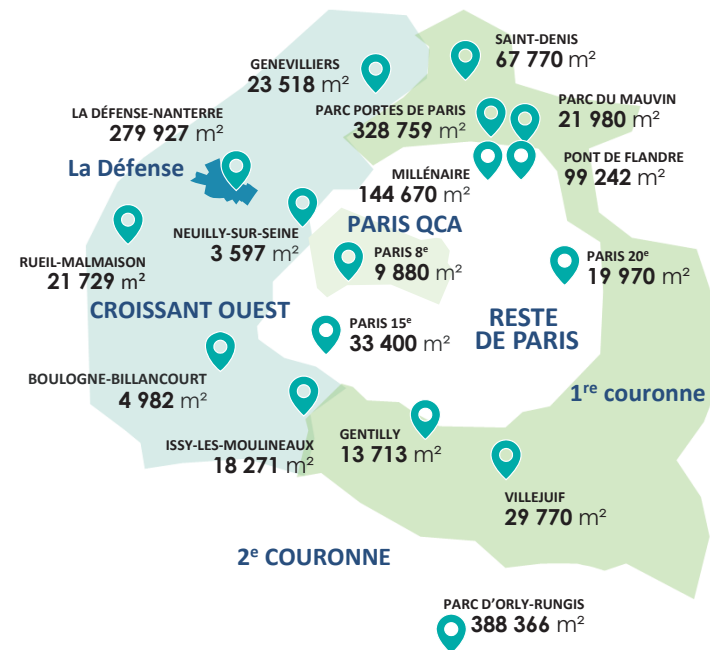 SAINT-DENIS
67 770 m²
GENEVILLIERS
23 518 m²
PARC DU MAUVIN
21 980 m²
LA DÉFENSE-NANTERRE
279 927 m²
PARC PORTES DE PARIS
328 759 m²
La Défense
PONT DE FLANDRE
99 242 m²
MILLÉNAIRE
144 670 m²
NEUILLY-SUR-SEINE
3 597 m²
PARIS QCA
RUEIL-MALMAISON
21 729 m²
PARIS 8ᵉ
9 880 m²
PARIS 20ᵉ
19 970 m²
CROISSANT OUEST
RESTE
DE PARIS
PARIS 15ᵉ
33 400 m²
BOULOGNE-BILLANCOURT
4 982 m²
1ʳᵉ couronne
ISSY-LES-MOULINEAUX
18 271 m²
GENTILLY
13 713 m²
VILLEJUIF
29 770 m²
2ᵉ COURONNE
PARC D'ORLY-RUNGIS
388 366 m²